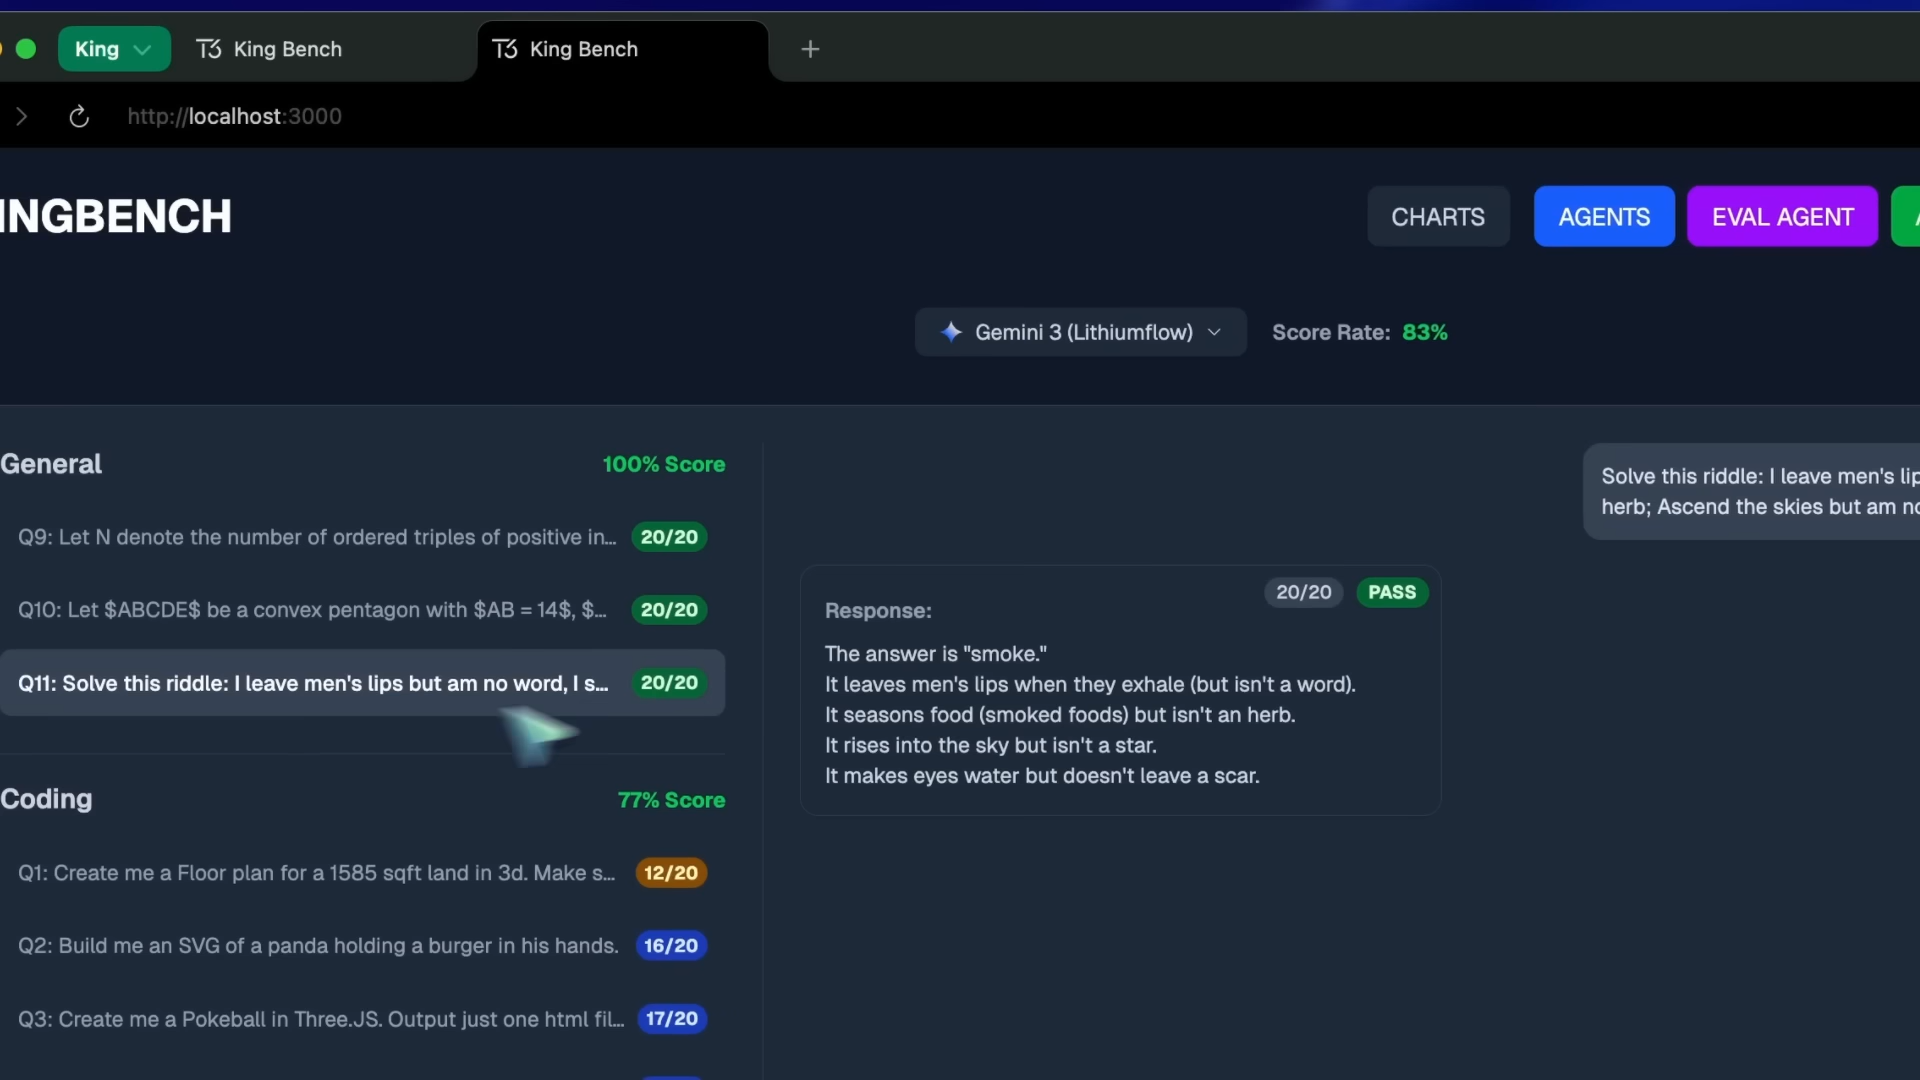 King
King Bench
King Bench
http://localhost:3000
INGBENCH
CHARTS
AGENTS
EVAL AGENT
Gemini 3 (Lithiumflow)
Score Rate: 83%
General
100% Score
Q9: Let N denote the number of ordered triples of positive in...
20/20
Q10: Let $ABCDE$ be a convex pentagon with $AB = 14$, $...
20/20
Q11: Solve this riddle: I leave men's lips but am no word, I s...
20/20
Coding
77% Score
Q1: Create me a Floor plan for a 1585 sqft land in 3d. Make s...
12/20
Q2: Build me an SVG of a panda holding a burger in his hands.
16/20
Q3: Create me a Pokeball in Three.JS. Output just one html fil...
17/20
Solve this riddle: I leave men's lip
herb; Ascend the skies but am no
20/20
PASS
Response:
The answer is "smoke."
It leaves men's lips when they exhale (but isn't a word).
It seasons food (smoked foods) but isn't an herb.
It rises into the sky but isn't a star.
It makes eyes water but doesn't leave a scar.